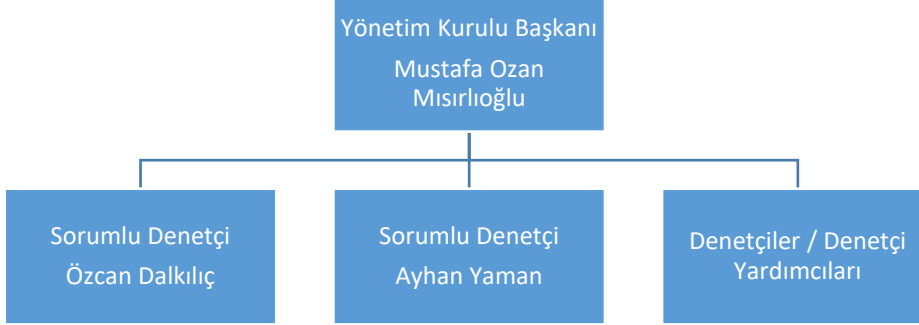 Yönetim Kurulu Başkanı
Mustafa Ozan
Mısırlıoğlu
Sorumlu Denetçi
Özcan Dalkılıç
Sorumlu Denetçi
Ayhan Yaman
Denetçiler / Denetçi
Yardımcıları